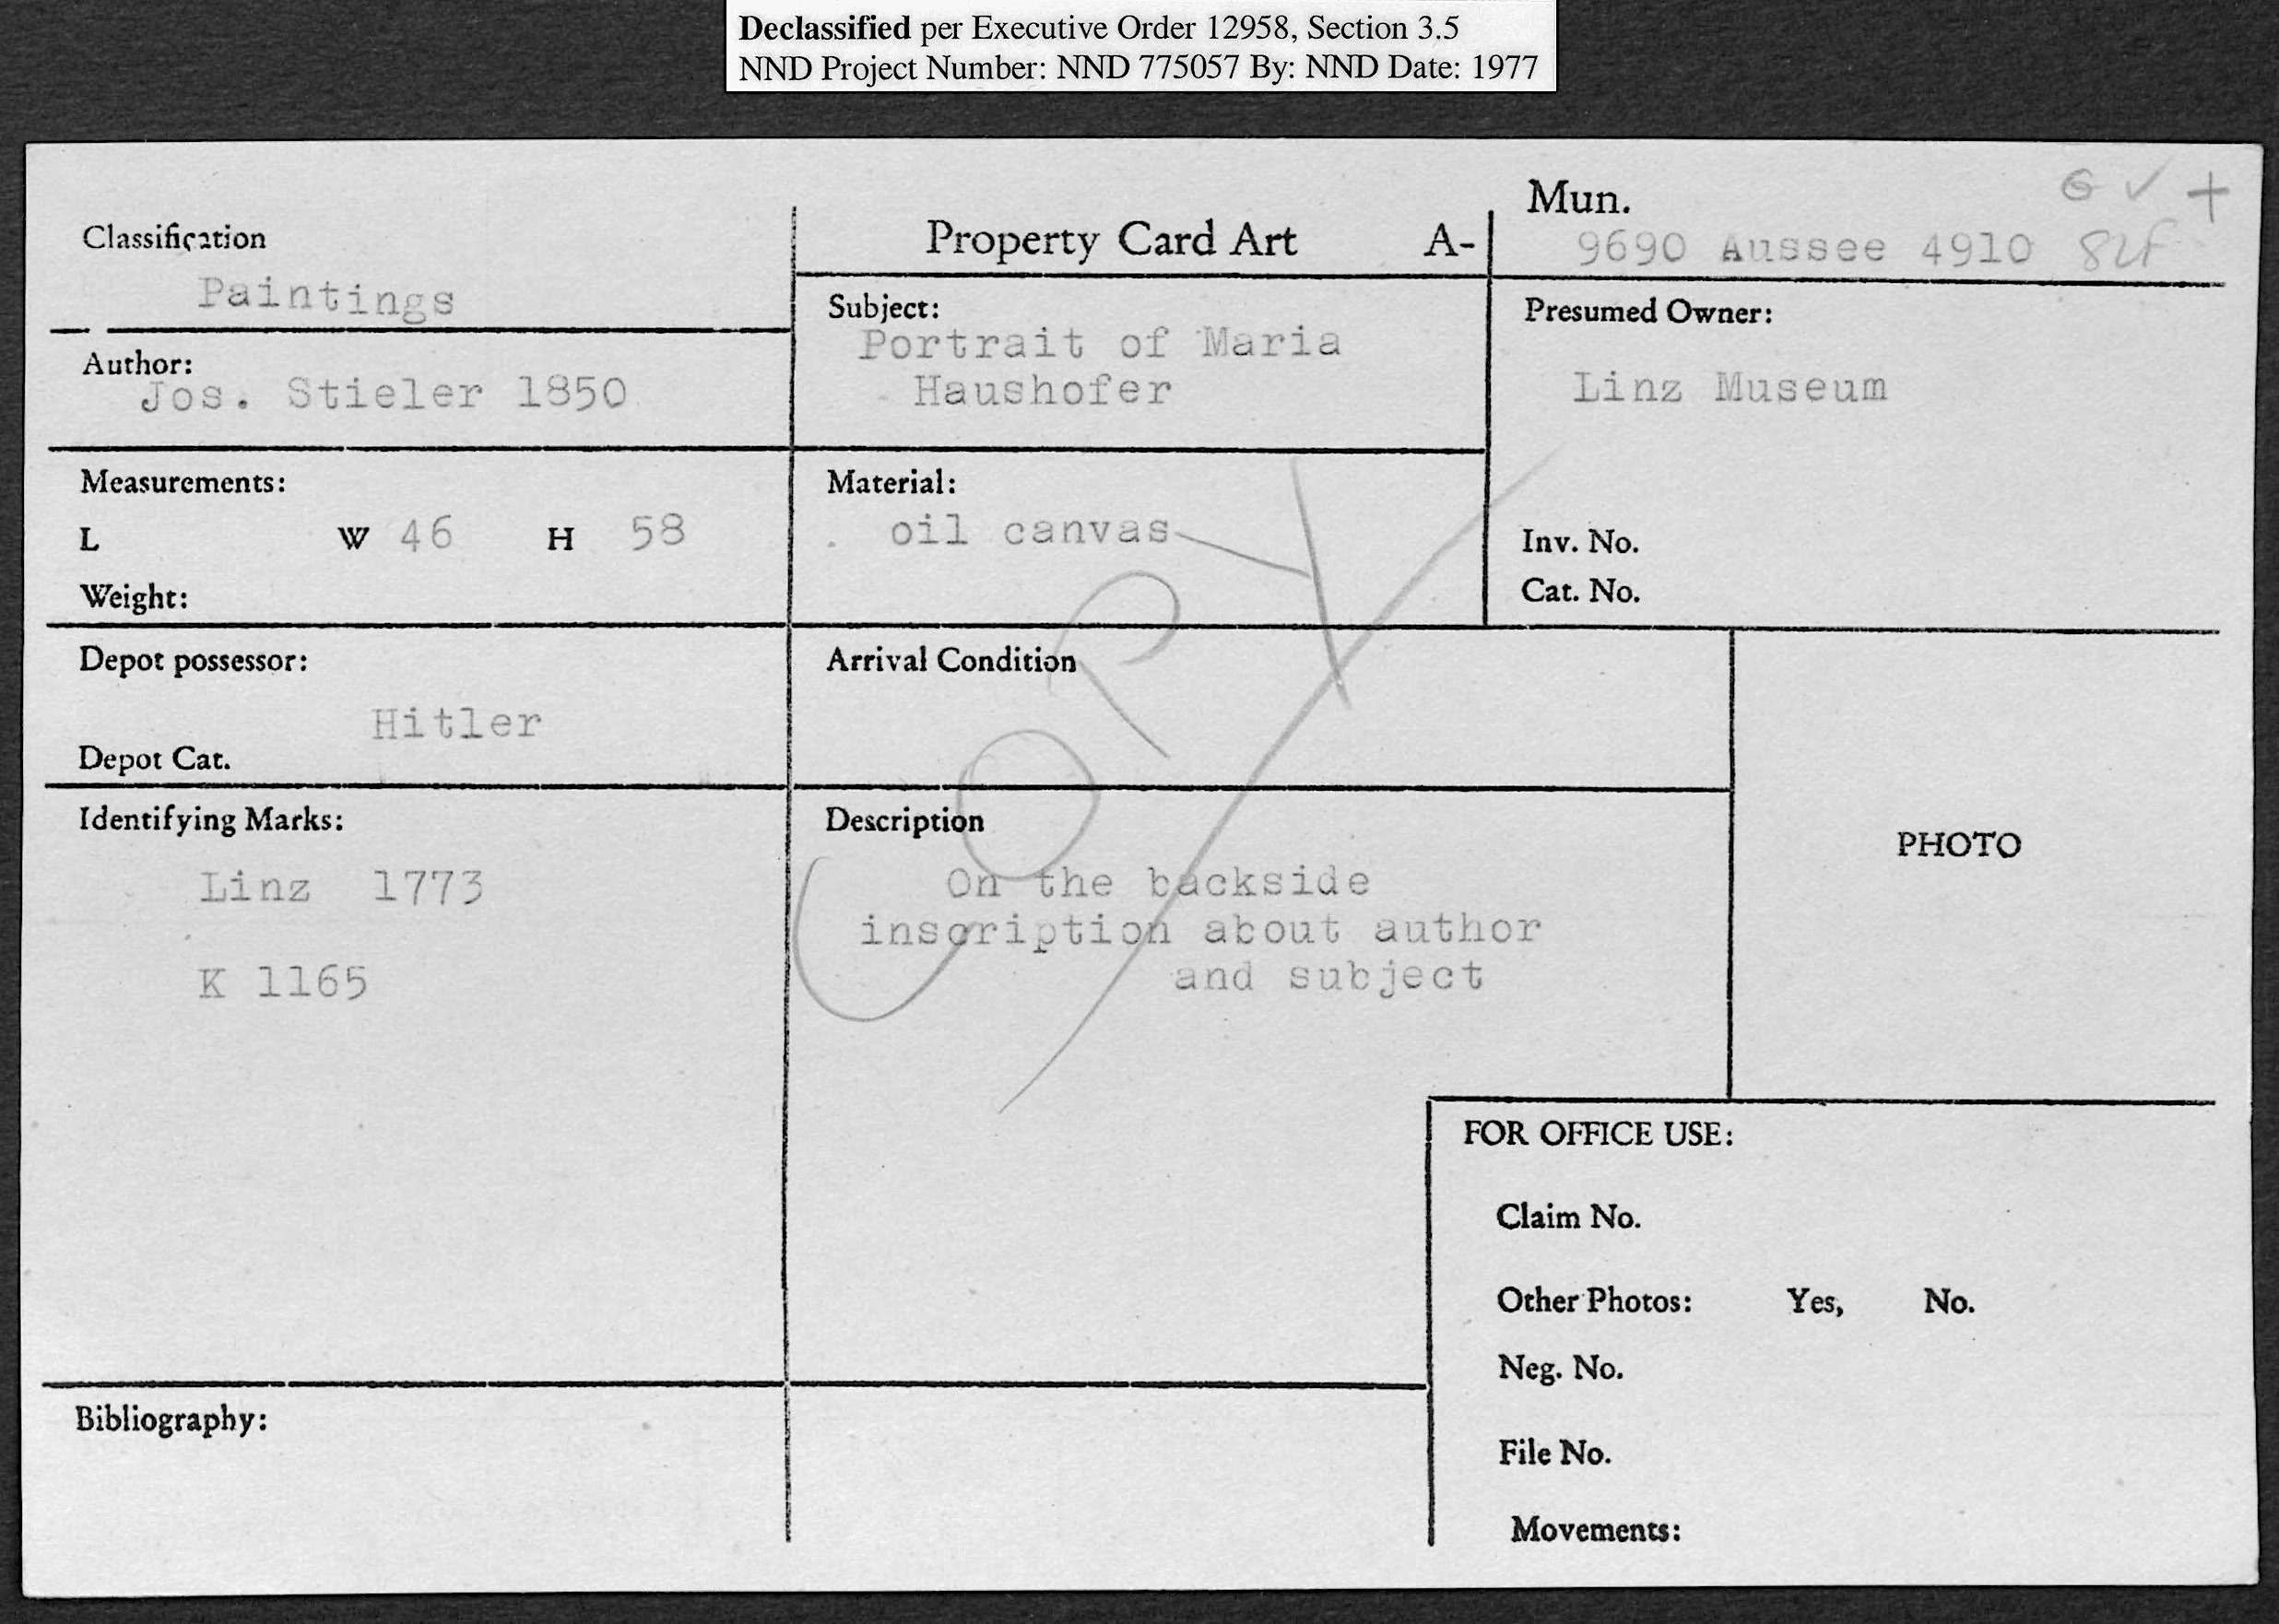 Declassified per Executive Order 12958, Section 3.5
NND Project Number: NND 775057 By: NND Date: 1977
Classification
Paintings
Property Card Art A-
Mun.
9690 Aussee 4910
Author:
Jos. Stieler 1850
Subject:
Portrait of Maria
Haushofer
Presumed Owner:
Linz Museum
Inv. No.
Cat. No.
Measurements:
L W 46 H 58
Weight:
Material:
oil canvas
COPY
Depot possessor:
Hitler
Depot Cat.
Arrival Condition
Identifying Marks:
Linz 1773
K 1165
Description
On the backside
inscription about author
and subject
PHOTO
FOR OFFICE USE:
Claim No.
Other Photos: Yes, No.
Neg. No.
File No.
Movements:
Bibliography: